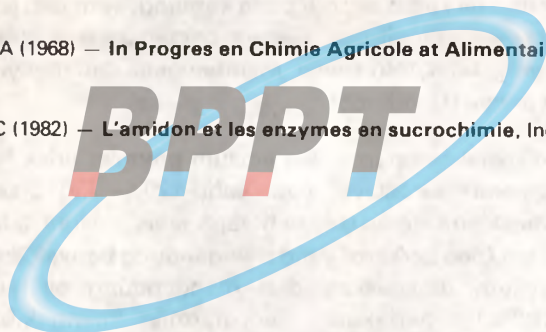 A (1968) — In Progres en Chimie Agricole at Alimentai
BPPT
C (1982) — L'amidon et les enzymes en sucrochimie, In